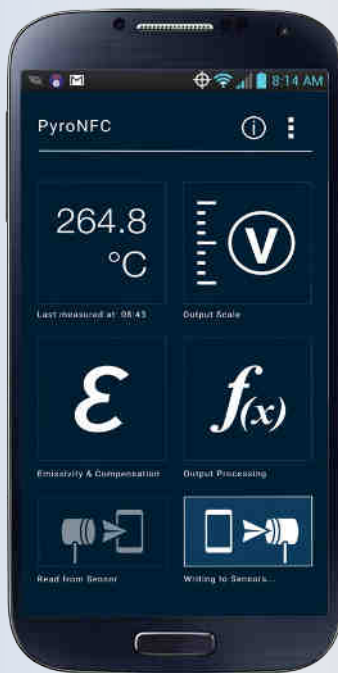 8:14 AM
PyroNFC
264.8
°C
V
Last measured at: 08:43
Output Scale
ε
f(x)
Emissivity & Compensation
Output Processing
Read from Sensor
Writing to Sensors...